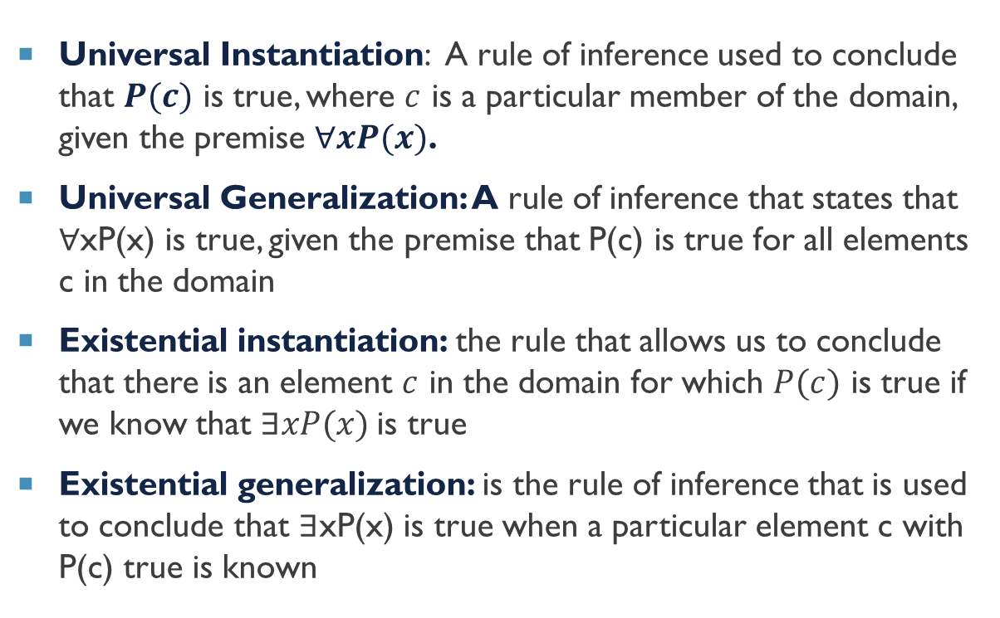 ▪ Universal Instantiation: A rule of inference used to conclude
that P(c) is true, where c is a particular member of the domain,
given the premise ∀xP(x).
▪ Universal Generalization: A rule of inference that states that
∀xP(x) is true, given the premise that P(c) is true for all elements
c in the domain
▪ Existential instantiation: the rule that allows us to conclude
that there is an element c in the domain for which P(c) is true if
we know that ∃xP(x) is true
▪ Existential generalization: is the rule of inference that is used
to conclude that ∃xP(x) is true when a particular element c with
P(c) true is known